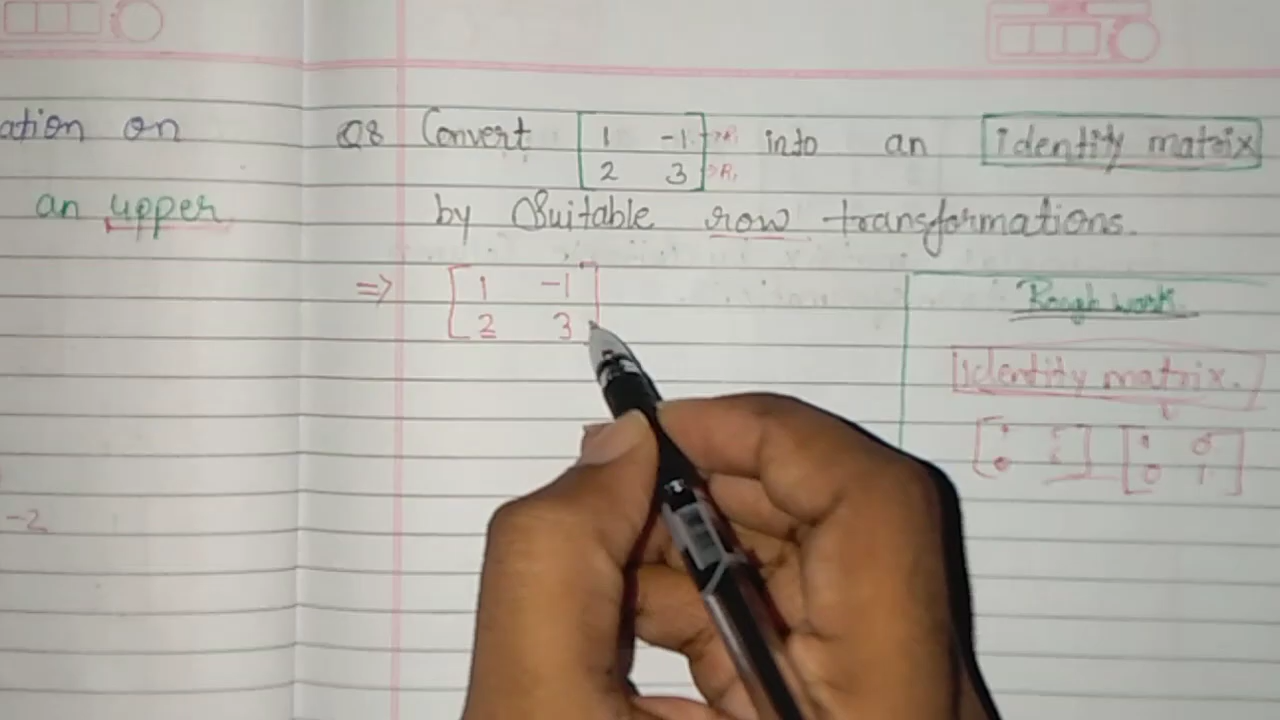 ation on
an upper
-2
Q8 Convert [1 -1 → R₁ into an identity matrix
2 3] → R₂
by Suitable row transformations.
=> [1 -1
2 3]
Rough work
identity matrix.
[1 0
0 1]